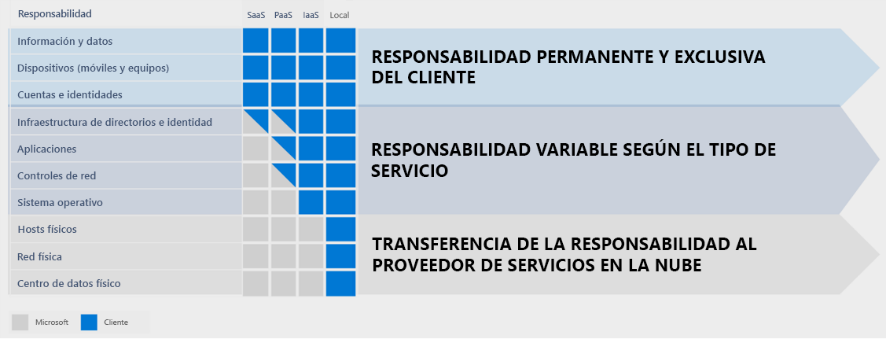 Responsabilidad SaaS PaaS IaaS Local
Información y datos
Dispositivos (móviles y equipos)
Cuentas e identidades
RESPONSABILIDAD PERMANENTE Y EXCLUSIVA
DEL CLIENTE
Infraestructura de directorios e identidad
Aplicaciones
Controles de red
Sistema operativo
RESPONSABILIDAD VARIABLE SEGÚN EL TIPO DE
SERVICIO
Hosts físicos
Red física
Centro de datos físico
TRANSFERENCIA DE LA RESPONSABILIDAD AL
PROVEEDOR DE SERVICIOS EN LA NUBE
Microsoft Cliente